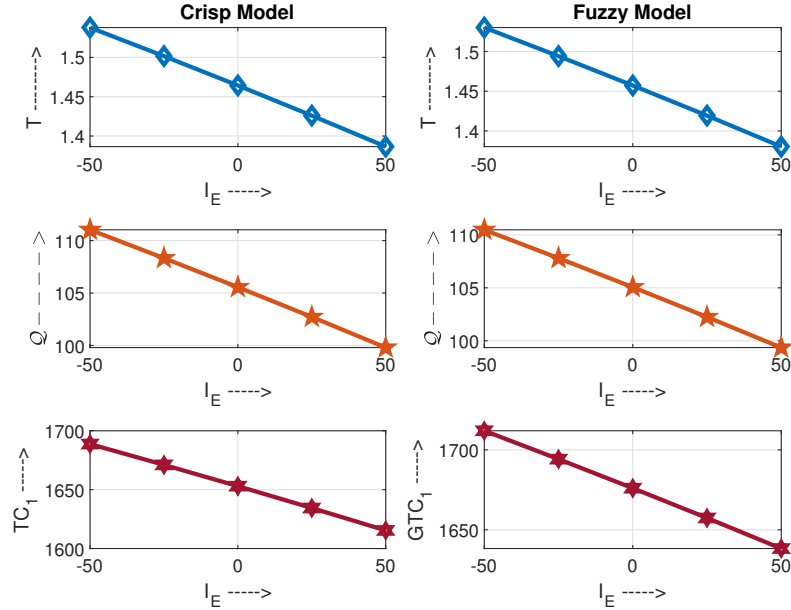 Crisp Model
Fuzzy Model
T ------->
1.5
1.45
1.4
-50 0 50
I_E ----->
T ------->
1.5
1.45
1.4
-50 0 50
I_E ----->
Q − − − − >
110
105
100
-50 0 50
I_E ----->
Q − − − − >
110
105
100
-50 0 50
I_E ----->
TC_1 ----->
1700
1650
1600
-50 0 50
I_E ----->
GTC_1 ----->
1700
1650
-50 0 50
I_E ----->